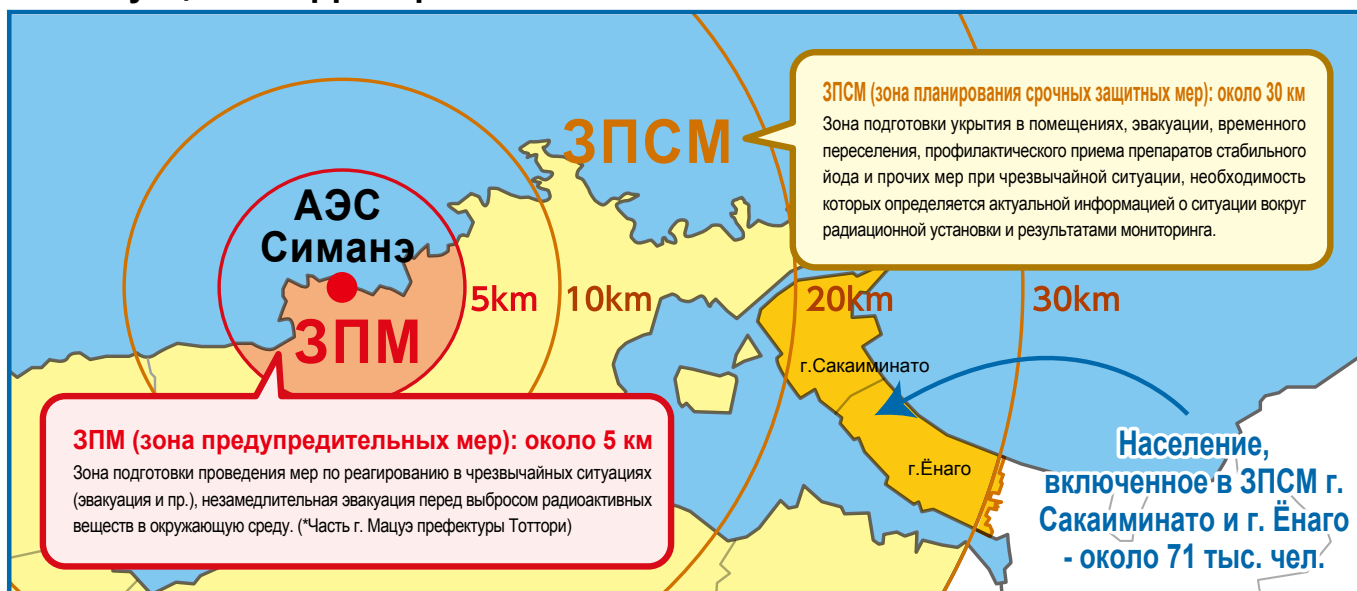 ЗПСМ (зона планирования срочных защитных мер): около 30 км
Зона подготовки укрытия в помещениях, эвакуации, временного
переселения, профилактического приема препаратов стабильного
йода и прочих мер при чрезвычайной ситуации, необходимость
которых определяется актуальной информацией о ситуации вокруг
радиационной установки и результатами мониторинга.
ЗПСМ
АЭС
Симанэ
5km
10km
20km
30km
ЗПМ
г.Сакаиминато
г.Ёнаго
ЗПМ (зона предупредительных мер): около 5 км
Зона подготовки проведения мер по реагированию в чрезвычайных ситуациях
(эвакуация и пр.), незамедлительная эвакуация перед выбросом радиоактивных
веществ в окружающую среду. (*Часть г. Мацуэ префектуры Тоттори)
Население,
включенное в ЗПСМ г.
Сакаиминато и г. Ёнаго
- около 71 тыс. чел.